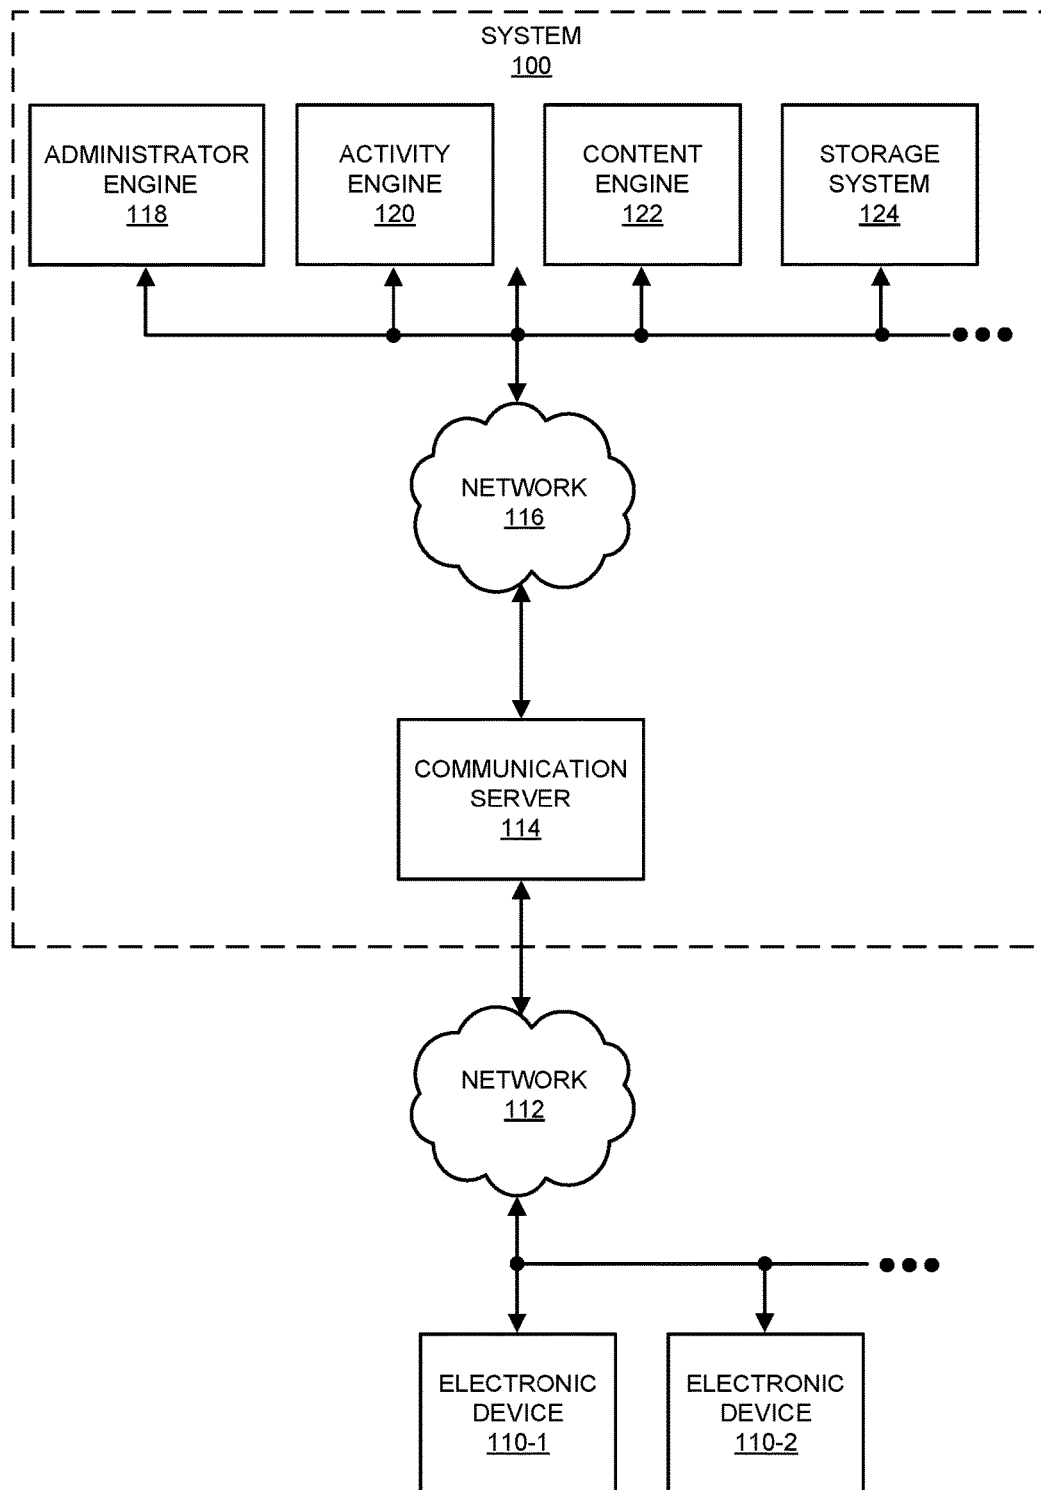 SYSTEM
100
ADMINISTRATOR
ENGINE
118
ACTIVITY
ENGINE
120
CONTENT
ENGINE
122
STORAGE
SYSTEM
124
NETWORK
116
COMMUNICATION
SERVER
114
NETWORK
112
ELECTRONIC
DEVICE
110-1
ELECTRONIC
DEVICE
110-2